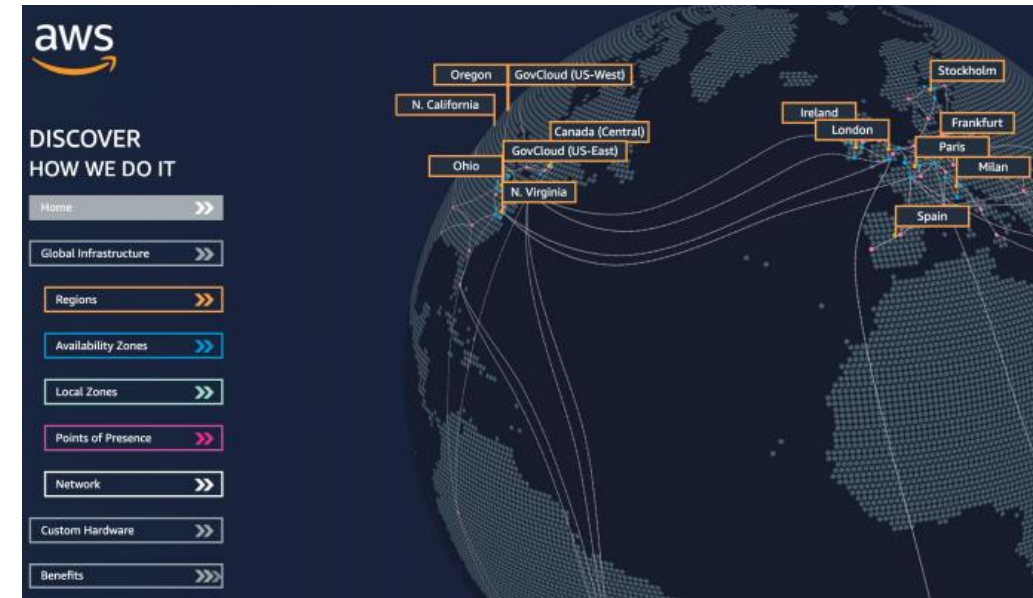 aws
DISCOVER
HOW WE DO IT
Home
Global Infrastructure
Regions
Availability Zones
Local Zones
Points of Presence
Network
Custom Hardware
Benefits
Oregon
GovCloud (US-West)
N. California
Canada (Central)
GovCloud (US-East)
Ohio
N. Virginia
Stockholm
Ireland
London
Frankfurt
Paris
Milan
Spain